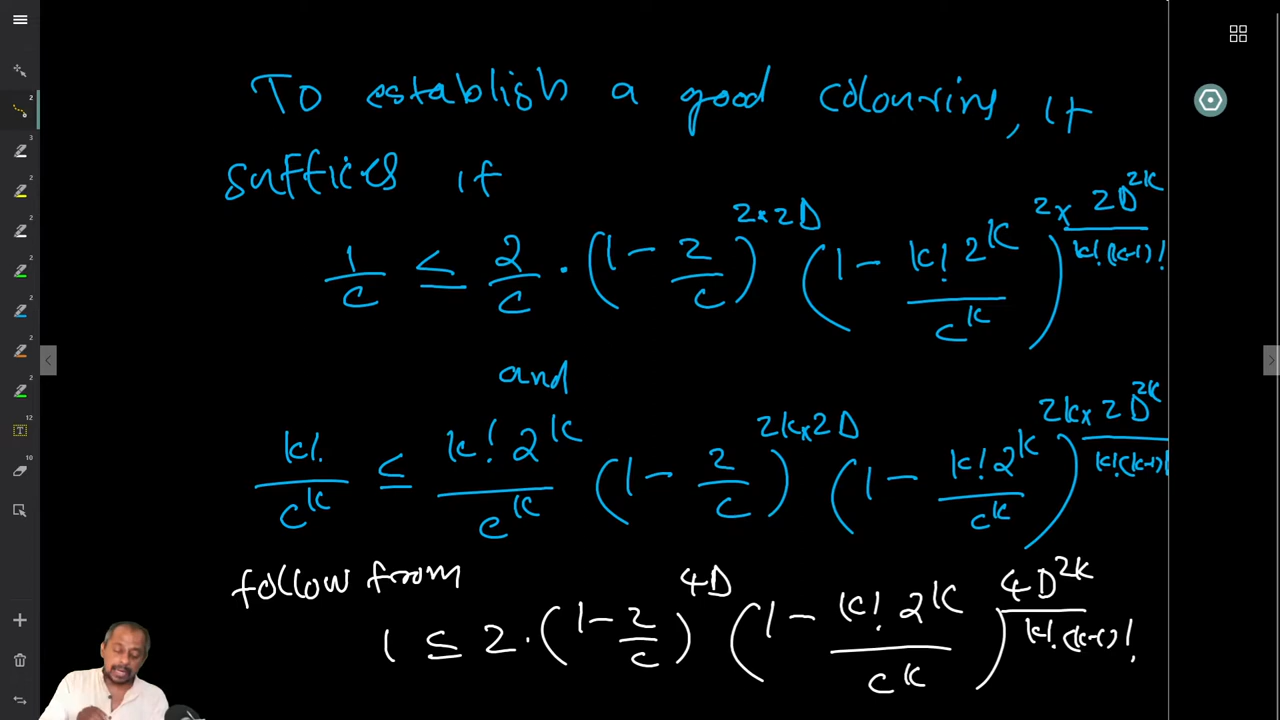 To establish a good colouring, it
suffices if
1/c ≤ 2/c · (1 - 2/c)^(2×2D) (1 - k! 2^k / c^k)^(2× 2D^(2k) / k!(k-1)!)
and
k!/c^k ≤ k! 2^k / c^k (1 - 2/c)^(2k×2D) (1 - k! 2^k / c^k)^(2k× 2D^(2k) / k!(k-1)!)
follow from
1 ≤ 2 · (1 - 2/c)^(4D) (1 - k! 2^k / c^k)^(4D^(2k) / k!(k-1)!)